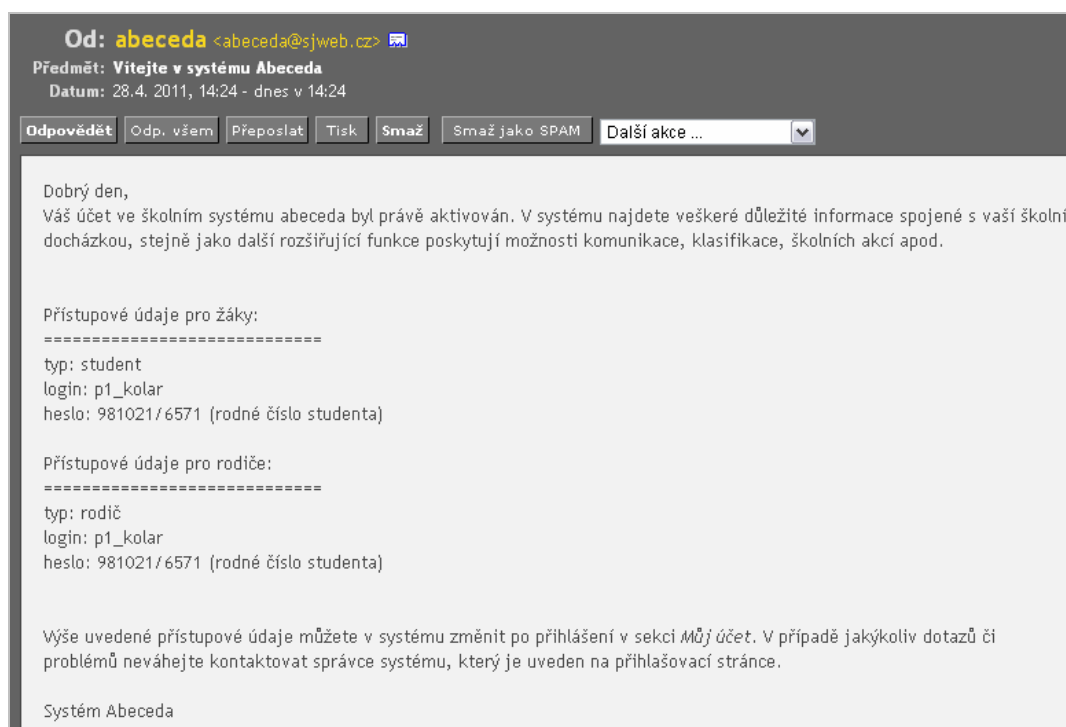 Od: abeceda <abeceda@sjweb.cz>
Předmět: Vítejte v systému Abeceda
Datum: 28.4. 2011, 14:24 - dnes v 14:24
Odpovědět Odp. všem Přeposlat Tisk Smaž Smaž jako SPAM Další akce ...
Dobrý den,
Váš účet ve školním systému abeceda byl právě aktivován. V systému najdete veškeré důležité informace spojené s vaší školní
docházkou, stejně jako další rozšiřující funkce poskytují možnosti komunikace, klasifikace, školních akcí apod.
Přístupové údaje pro žáky:
=============================
typ: student
login: p1_kolar
heslo: 981021/6571 (rodné číslo studenta)
Přístupové údaje pro rodiče:
=============================
typ: rodič
login: p1_kolar
heslo: 981021/6571 (rodné číslo studenta)
Výše uvedené přístupové údaje můžete v systému změnit po přihlášení v sekci Můj účet. V případě jakýkoliv dotazů či
problémů neváhejte kontaktovat správce systému, který je uveden na přihlašovací stránce.
Systém Abeceda